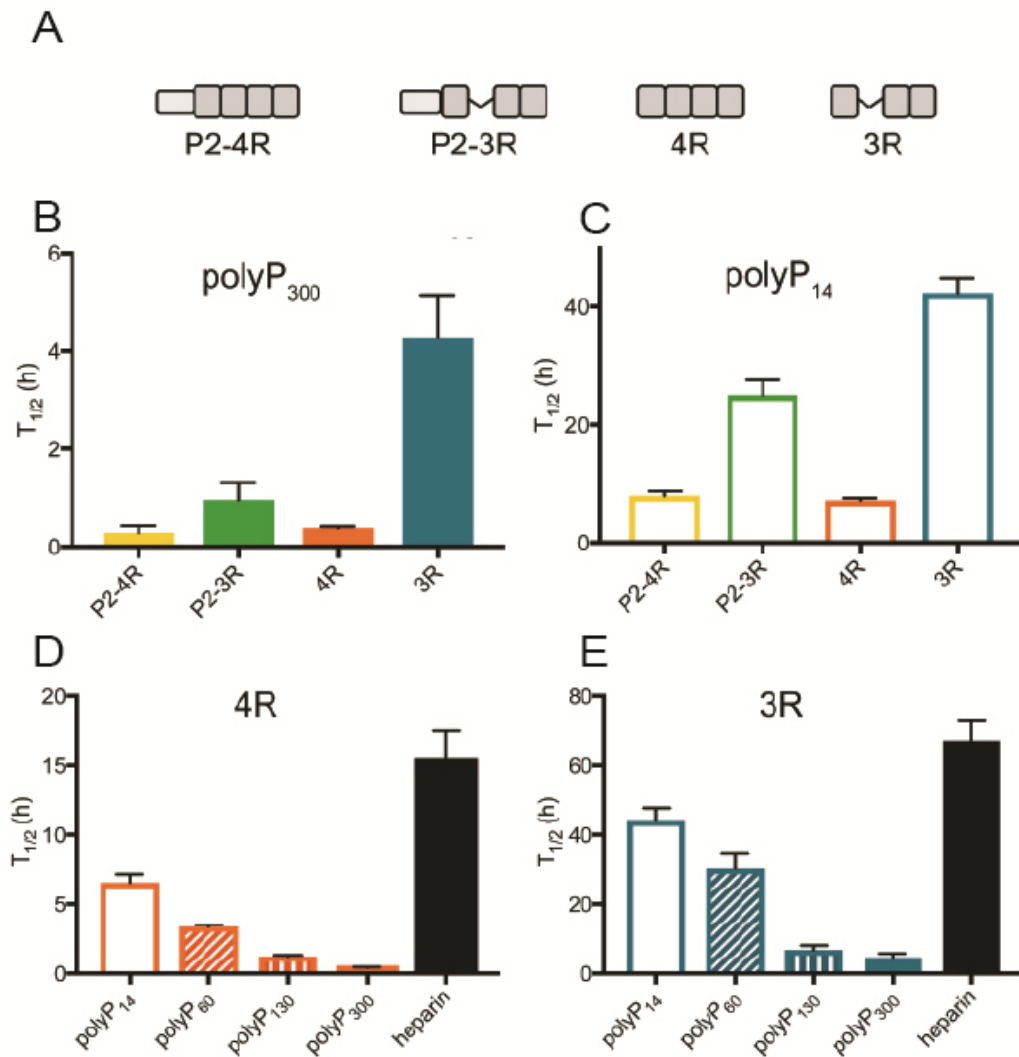 A
P2-4R P2-3R 4R 3R
B
polyP300
T1/2 (h)
6
4
2
0
P2-4R P2-3R 4R 3R
C
polyP14
T1/2 (h)
40
20
0
P2-4R P2-3R 4R 3R
D
4R
T1/2 (h)
20
15
10
5
0
polyP14 polyP60 polyP130 polyP300 heparin
E
3R
T1/2 (h)
80
60
40
20
0
polyP14 polyP60 polyP130 polyP300 heparin